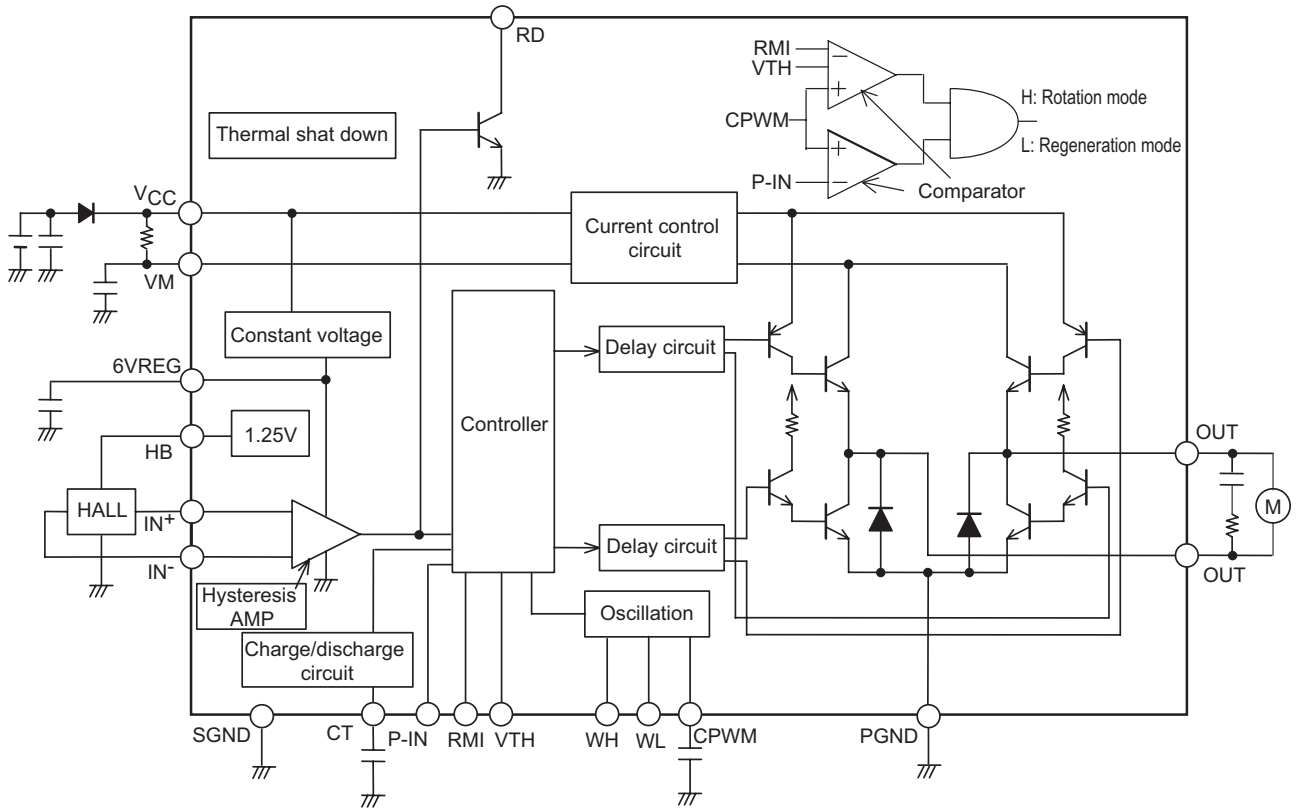 RD
RMI
VTH
CPWM
P-IN
H: Rotation mode
L: Regeneration mode
Comparator
Thermal shat down
VCC
VM
Current control
circuit
Constant voltage
6VREG
1.25V
HB
HALL
IN+
IN-
Hysteresis
AMP
Controller
Delay circuit
Delay circuit
Oscillation
Charge/discharge
circuit
OUT
M
OUT
SGND
CT
P-IN
RMI
VTH
WH
WL
CPWM
PGND